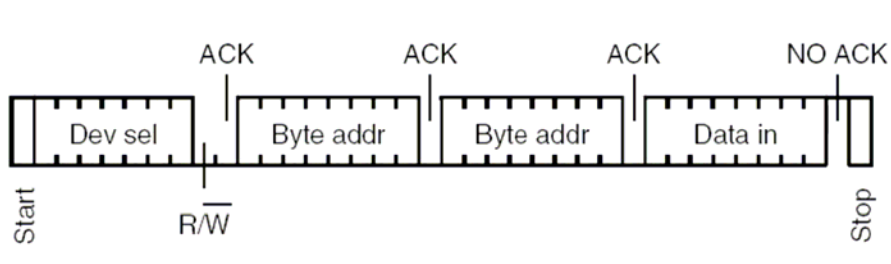 ACK ACK ACK NO ACK
Dev sel Byte addr Byte addr Data in
Start R/W̅ Stop